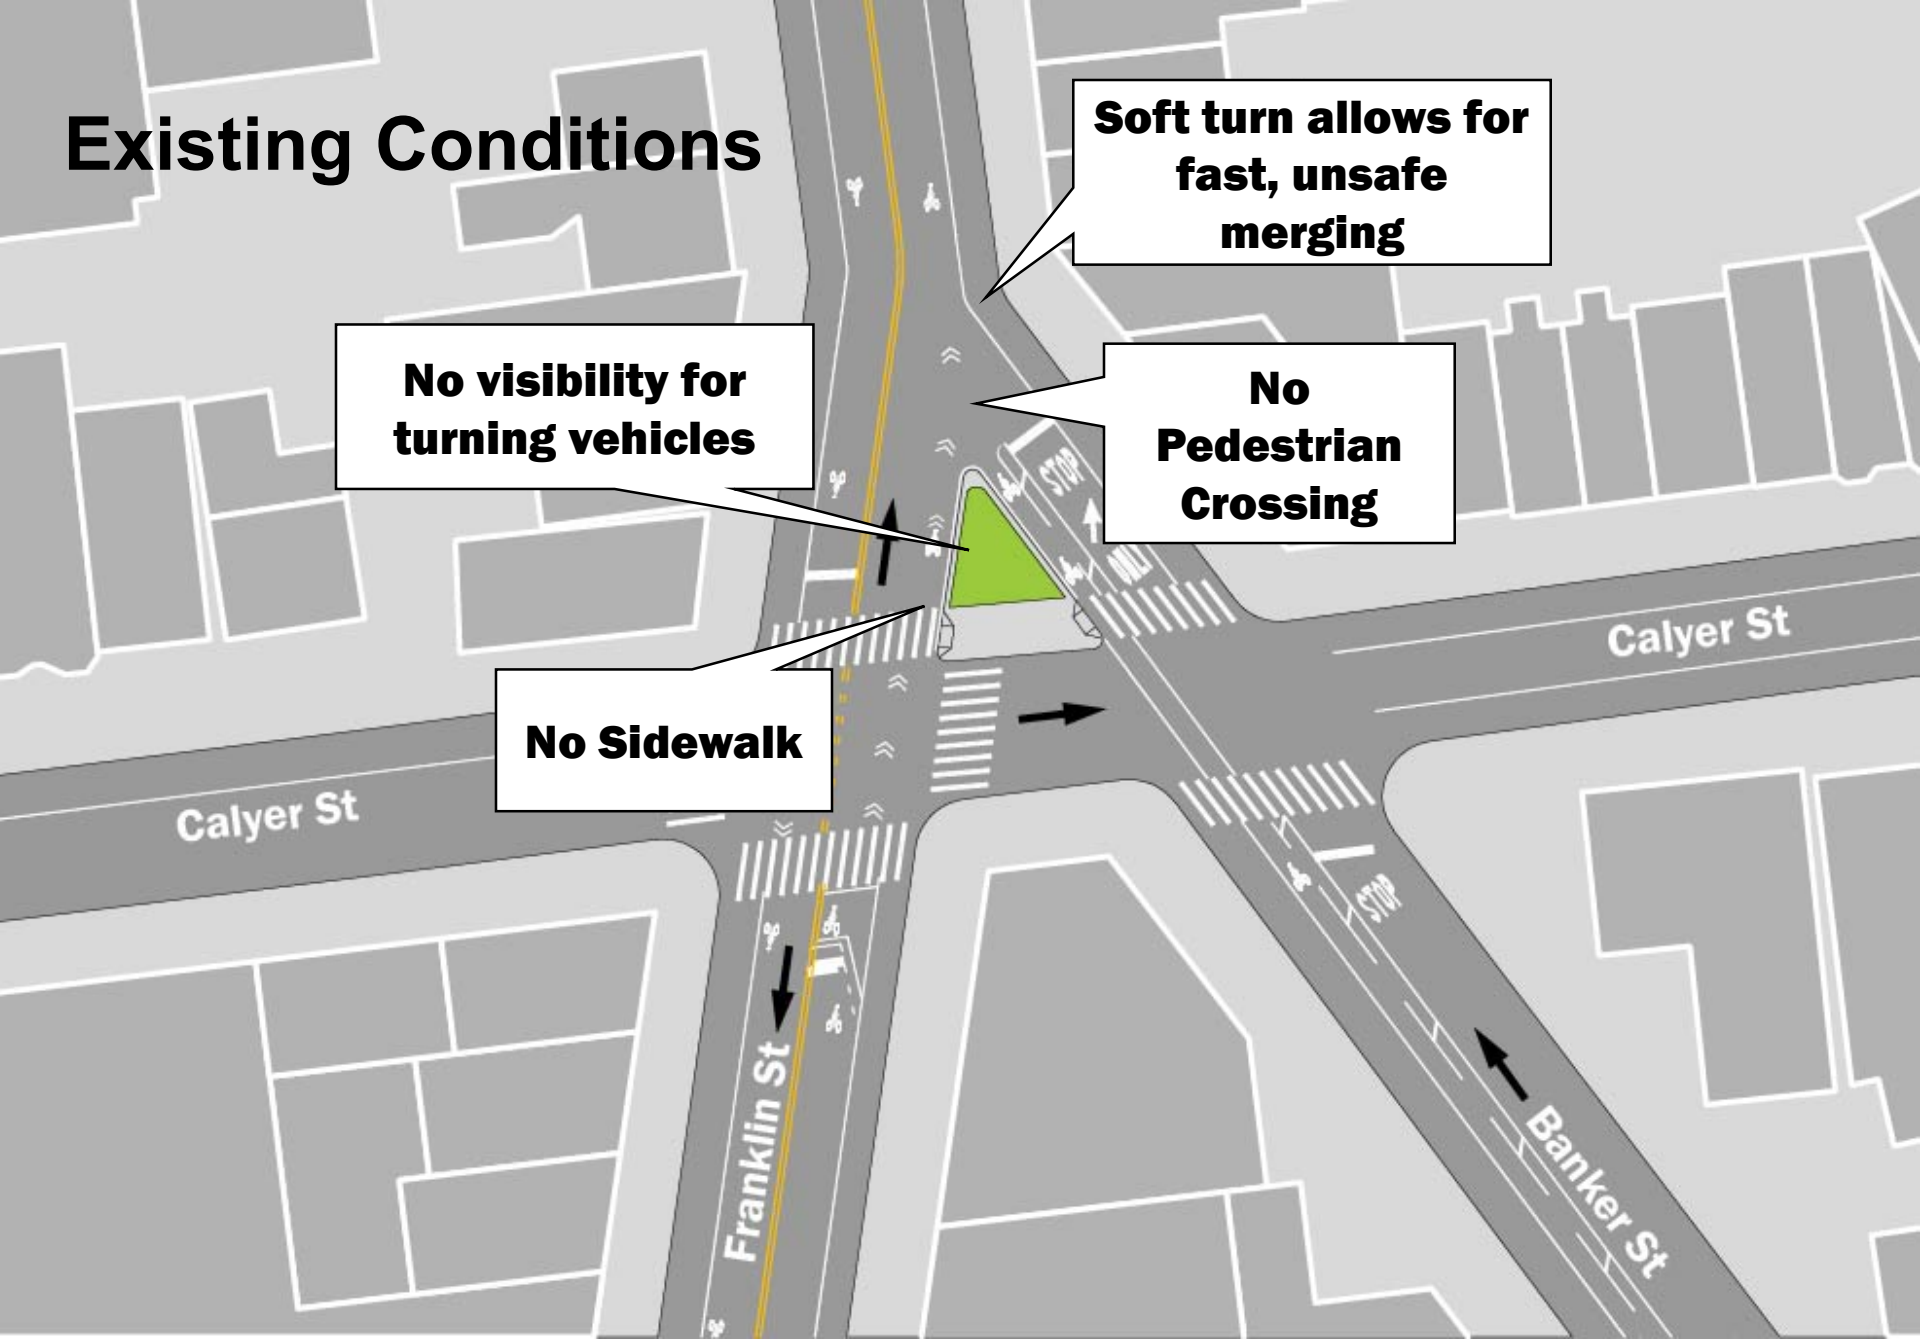 Existing Conditions
Soft turn allows for
fast, unsafe
merging
No visibility for
turning vehicles
No
Pedestrian
Crossing
STOP
ONLY
No Sidewalk
Calyer St
Calyer St
STOP
Franklin St
Banker St